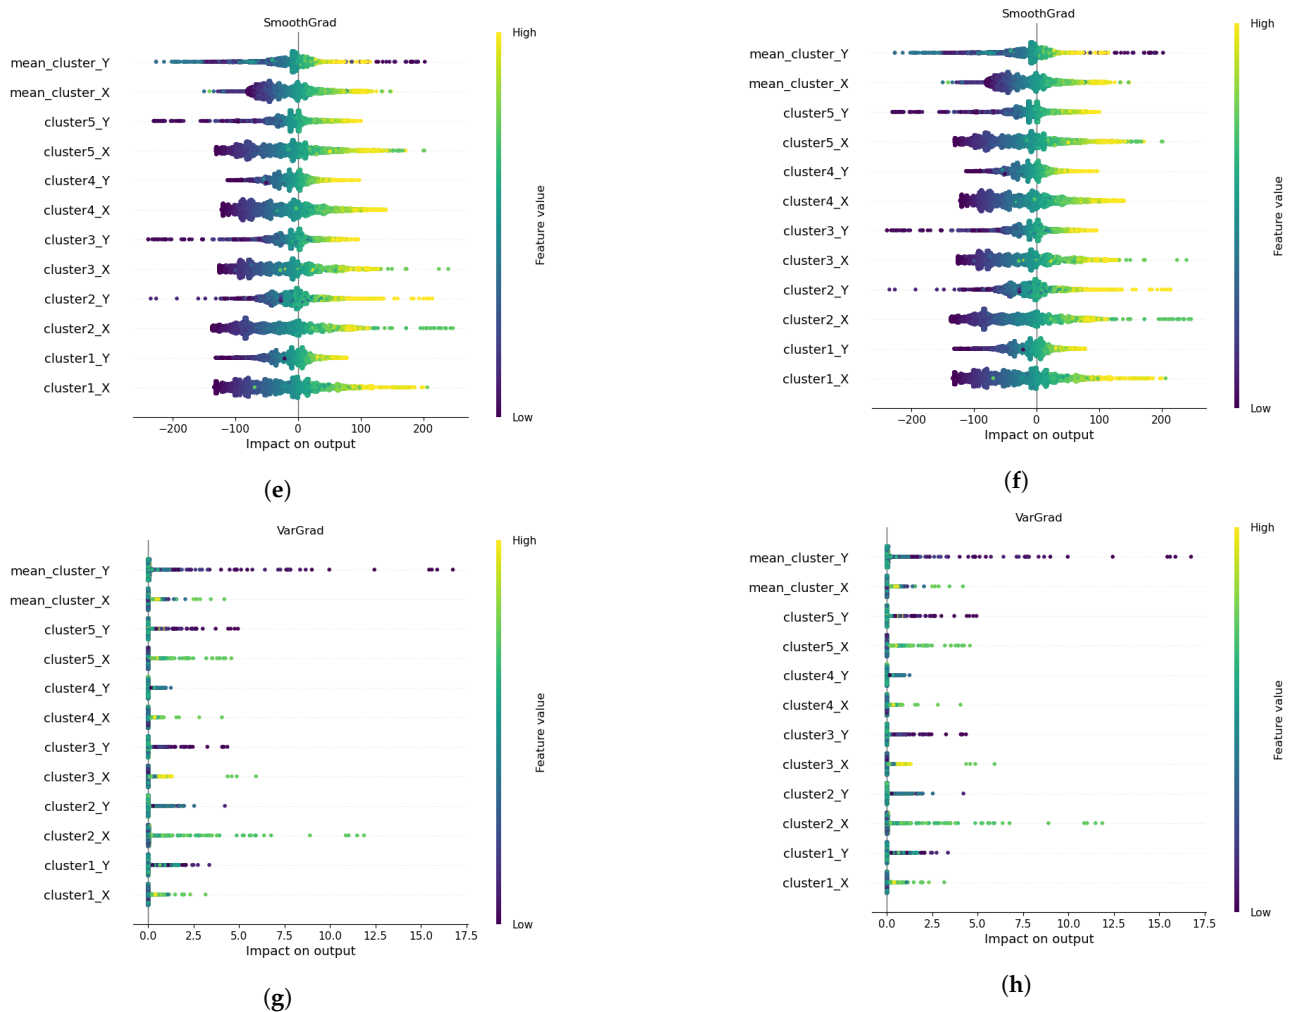 SmoothGrad
High
mean_cluster_Y
mean_cluster_X
cluster5_Y
cluster5_X
cluster4_Y
cluster4_X
cluster3_Y
cluster3_X
cluster2_Y
cluster2_X
cluster1_Y
cluster1_X
Feature value
Low
−200 −100 0 100 200
Impact on output
(e)
SmoothGrad
High
mean_cluster_Y
mean_cluster_X
cluster5_Y
cluster5_X
cluster4_Y
cluster4_X
cluster3_Y
cluster3_X
cluster2_Y
cluster2_X
cluster1_Y
cluster1_X
Feature value
Low
−200 −100 0 100 200
Impact on output
(f)
VarGrad
High
mean_cluster_Y
mean_cluster_X
cluster5_Y
cluster5_X
cluster4_Y
cluster4_X
cluster3_Y
cluster3_X
cluster2_Y
cluster2_X
cluster1_Y
cluster1_X
Feature value
Low
0.0 2.5 5.0 7.5 10.0 12.5 15.0 17.5
Impact on output
(g)
VarGrad
High
mean_cluster_Y
mean_cluster_X
cluster5_Y
cluster5_X
cluster4_Y
cluster4_X
cluster3_Y
cluster3_X
cluster2_Y
cluster2_X
cluster1_Y
cluster1_X
Feature value
Low
0.0 2.5 5.0 7.5 10.0 12.5 15.0 17.5
Impact on output
(h)